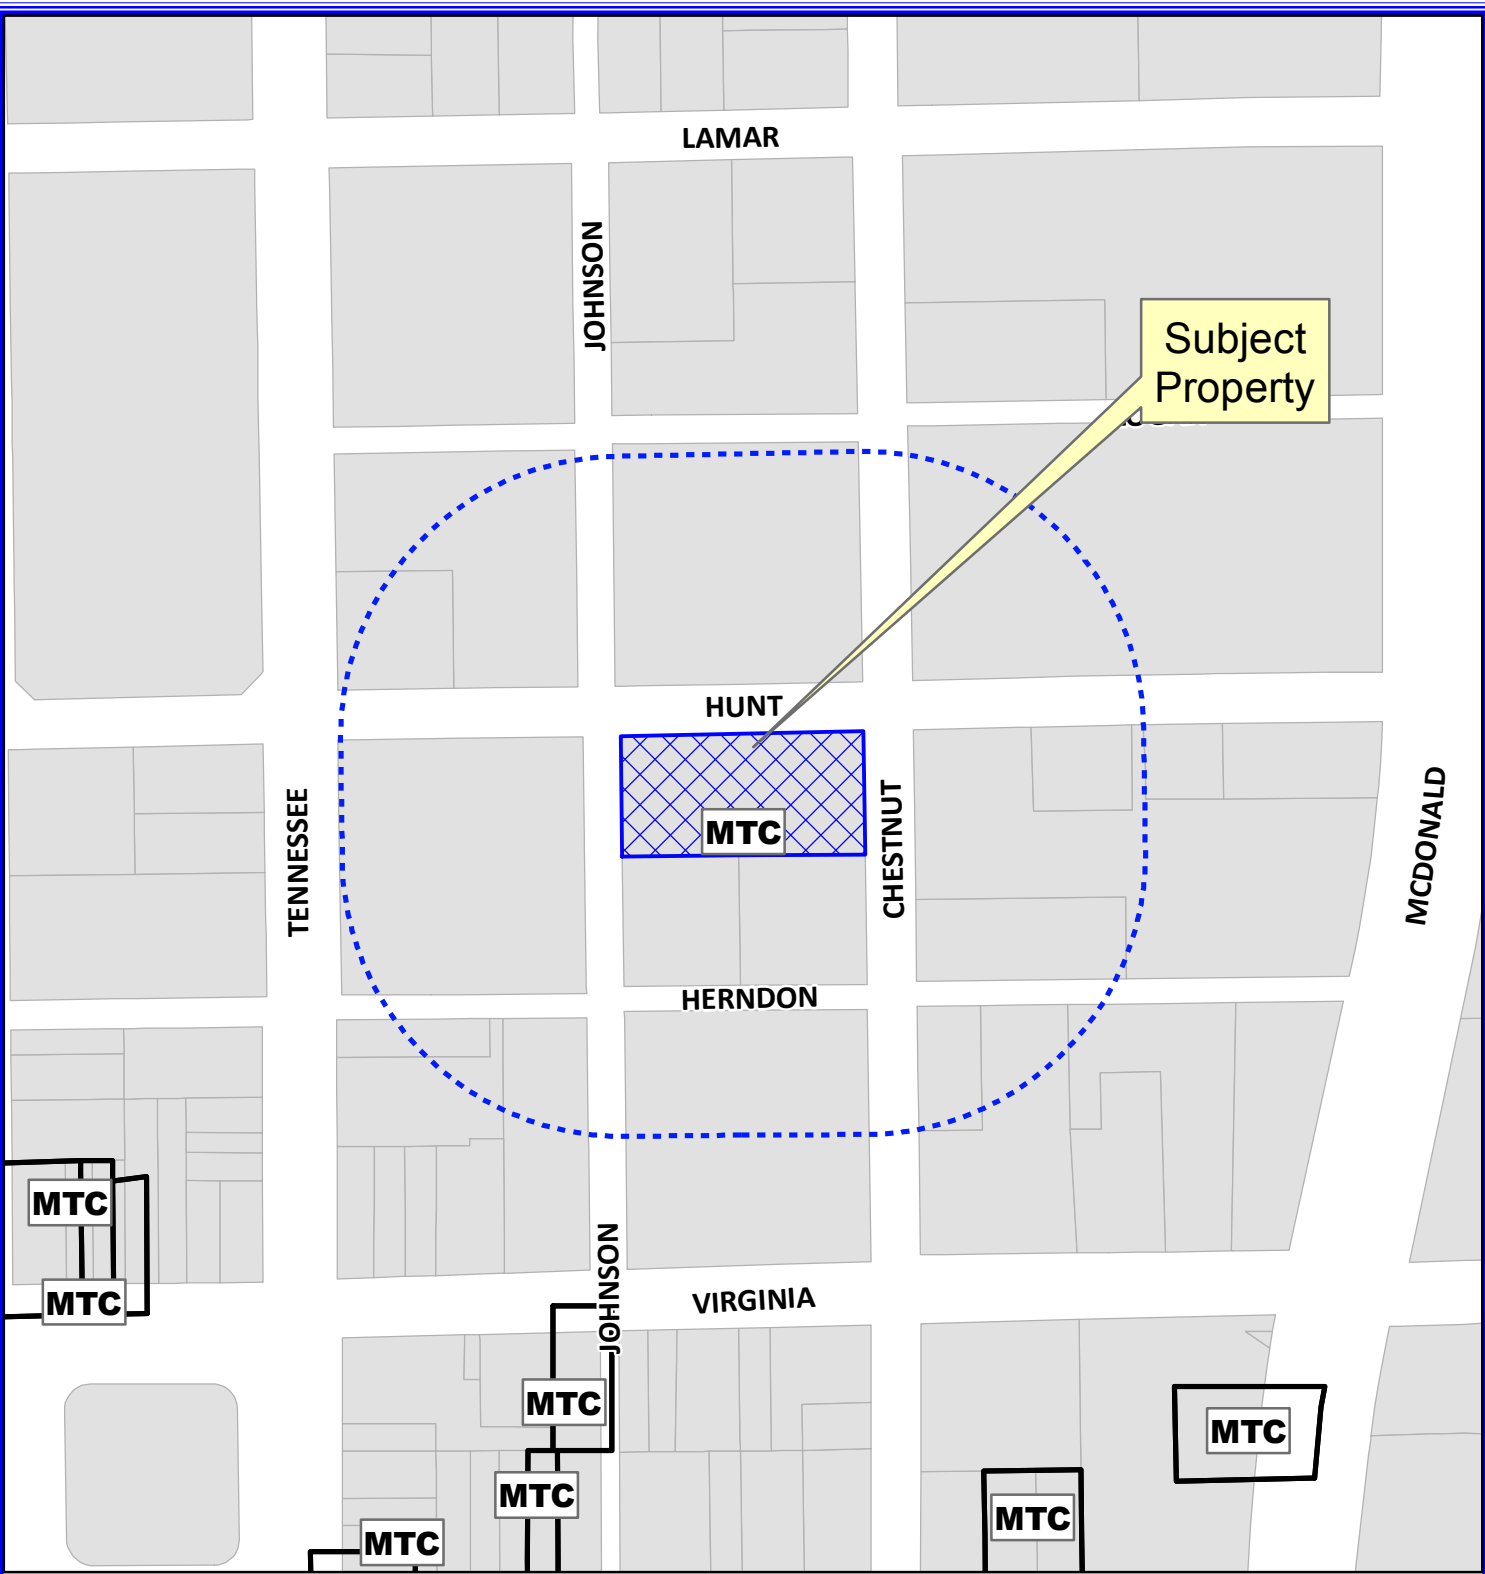 LAMAR
JOHNSON
Subject
Property
HUNT
MTC
TENNESSEE
CHESTNUT
MCDONALD
HERNDON
MTC
MTC
JOHNSON
VIRGINIA
MTC
MTC
MTC
MTC
MTC